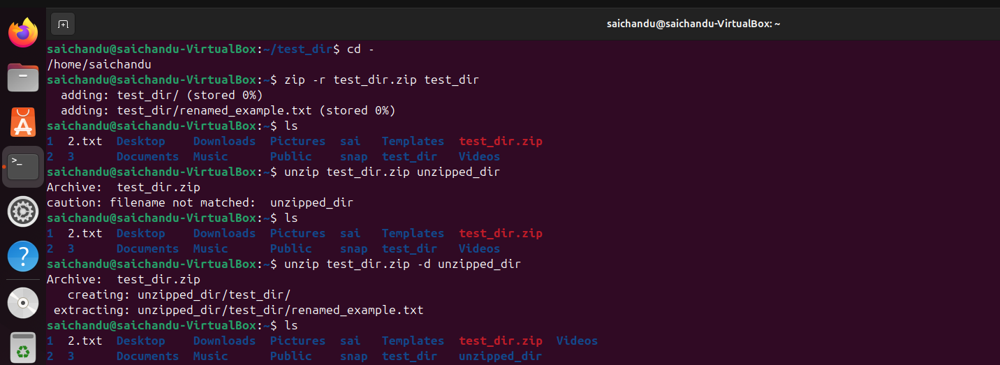 saichandu@saichandu-VirtualBox: ~
saichandu@saichandu-VirtualBox:~/test_dir$ cd -
/home/saichandu
saichandu@saichandu-VirtualBox:~$ zip -r test_dir.zip test_dir
  adding: test_dir/ (stored 0%)
  adding: test_dir/renamed_example.txt (stored 0%)
saichandu@saichandu-VirtualBox:~$ ls
1  2.txt  Desktop    Downloads  Pictures  sai   Templates  test_dir.zip
2  3      Documents  Music      Public    snap  test_dir   Videos
saichandu@saichandu-VirtualBox:~$ unzip test_dir.zip unzipped_dir
Archive:  test_dir.zip
caution: filename not matched:  unzipped_dir
saichandu@saichandu-VirtualBox:~$ ls
1  2.txt  Desktop    Downloads  Pictures  sai   Templates  test_dir.zip
2  3      Documents  Music      Public    snap  test_dir   Videos
saichandu@saichandu-VirtualBox:~$ unzip test_dir.zip -d unzipped_dir
Archive:  test_dir.zip
   creating: unzipped_dir/test_dir/
 extracting: unzipped_dir/test_dir/renamed_example.txt
saichandu@saichandu-VirtualBox:~$ ls
1  2.txt  Desktop    Downloads  Pictures  sai   Templates  test_dir.zip  Videos
2  3      Documents  Music      Public    snap  test_dir   unzipped_dir